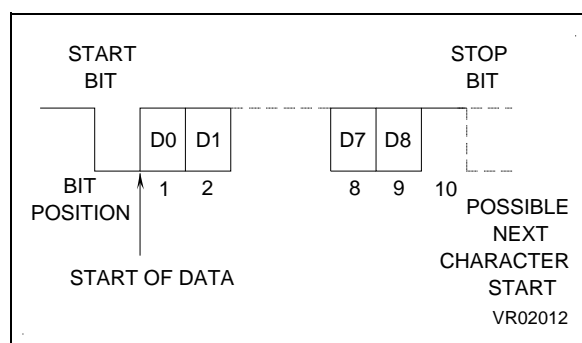 START
BIT
STOP
BIT
D0 D1 D7 D8
BIT
POSITION
1 2 8 9 10
POSSIBLE
NEXT
CHARACTER
START
START OF DATA
VR02012